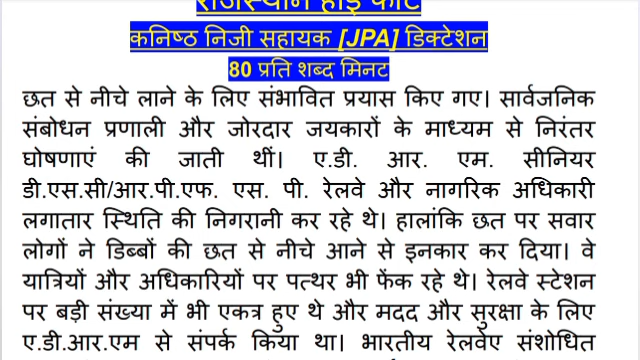 राजस्थान हाई कोर्ट
कनिष्ठ निजी सहायक [JPA] डिक्टेशन
80 प्रति शब्द मिनट
छत से नीचे लाने के लिए संभावित प्रयास किए गए। सार्वजनिक
संबोधन प्रणाली और जोरदार जयकारों के माध्यम से निरंतर
घोषणाएं की जाती थीं। ए.डी. आर. एम. सीनियर
डी.एस.सी/आर.पी.एफ. एस. पी. रेलवे और नागरिक अधिकारी
लगातार स्थिति की निगरानी कर रहे थे। हालांकि छत पर सवार
लोगों ने डिब्बों की छत से नीचे आने से इनकार कर दिया। वे
यात्रियों और अधिकारियों पर पत्थर भी फेंक रहे थे। रेलवे स्टेशन
पर बड़ी संख्या में भी एकत्र हुए थे और मदद और सुरक्षा के लिए
ए.डी.आर.एम से संपर्क किया था। भारतीय रेलवेए संशोधित